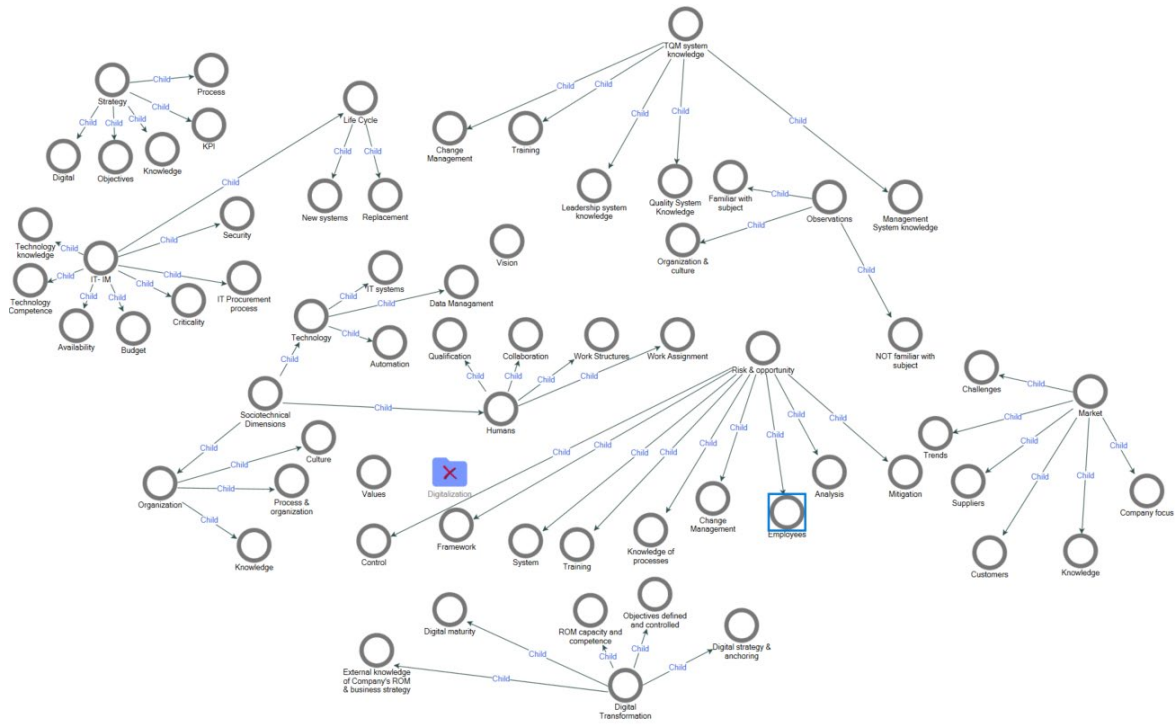 TQM system
knowledge
Child
Child
Child
Child
Child
Change
Management
Training
Leadership system
knowledge
Quality System
Knowledge
Management
System knowledge
Strategy
Child
Child
Child
Child
Child
Process
KPI
Knowledge
Objectives
Digital
Life Cycle
Child
Child
New systems
Replacement
Child
IT- IM
Child
Child
Child
Child
Child
Child
Child
Technology
knowledge
Technology
Competence
Availability
Budget
Criticality
IT Procurement
process
Security
Vision
Observations
Child
Child
Child
Familiar with
subject
Organization &
culture
NOT familiar with
subject
Technology
Child
Child
Child
IT systems
Data Managament
Automation
Sociotechnical
Dimensions
Child
Child
Child
Humans
Child
Child
Child
Child
Qualification
Collaboration
Work Structures
Work Assignment
Organization
Child
Child
Child
Culture
Process &
organization
Knowledge
Values
Digitalization
Risk & opportunity
Child
Child
Child
Child
Child
Child
Child
Child
Child
Control
Framework
System
Training
Knowledge of
processes
Change
Management
Employees
Analysis
Mitigation
Market
Child
Child
Child
Child
Child
Child
Challenges
Trends
Suppliers
Customers
Knowledge
Company focus
Digital
Transformation
Child
Child
Child
Child
Child
Digital maturity
ROM capacity and
competence
Objectives defined
and controlled
Digital strategy &
anchoring
External knowledge
of Company's ROM
& business strategy